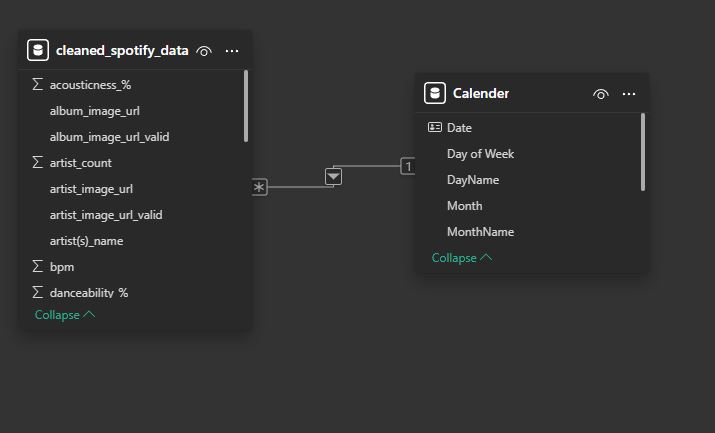 cleaned_spotify_data
acousticness_%
album_image_url
album_image_url_valid
artist_count
artist_image_url
artist_image_url_valid
artist(s)_name
bpm
danceability_%
Collapse
*
1
Calender
Date
Day of Week
DayName
Month
MonthName
Collapse